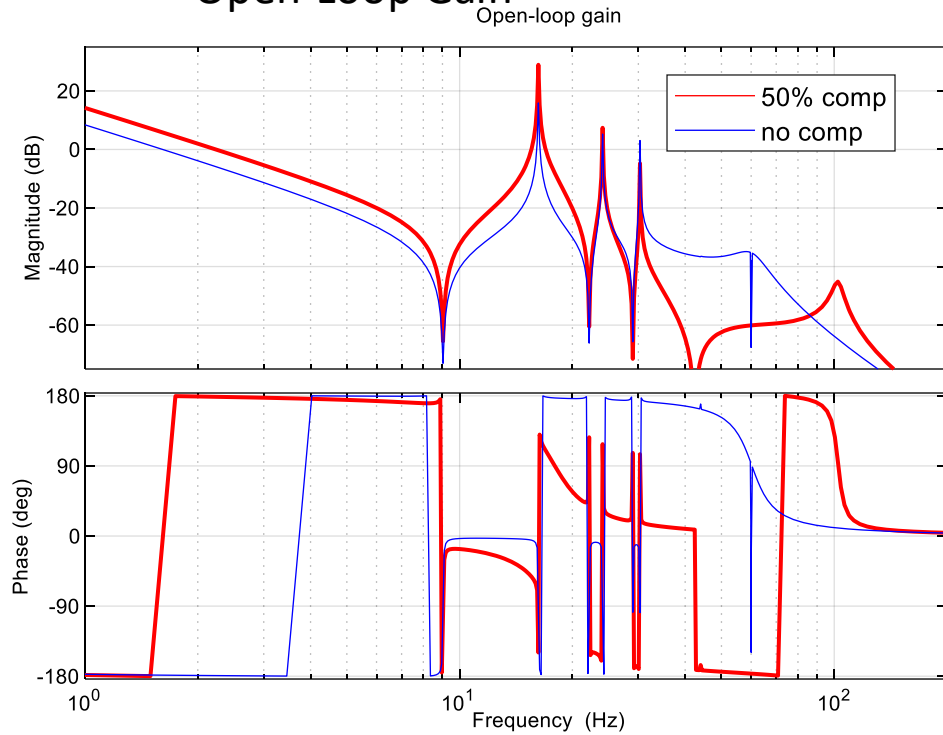 Open-loop gain
20
0
-20
-40
-60
Magnitude (dB)
50% comp
no comp
180
90
0
-90
-180
Phase (deg)
10^0
10^1
10^2
Frequency (Hz)